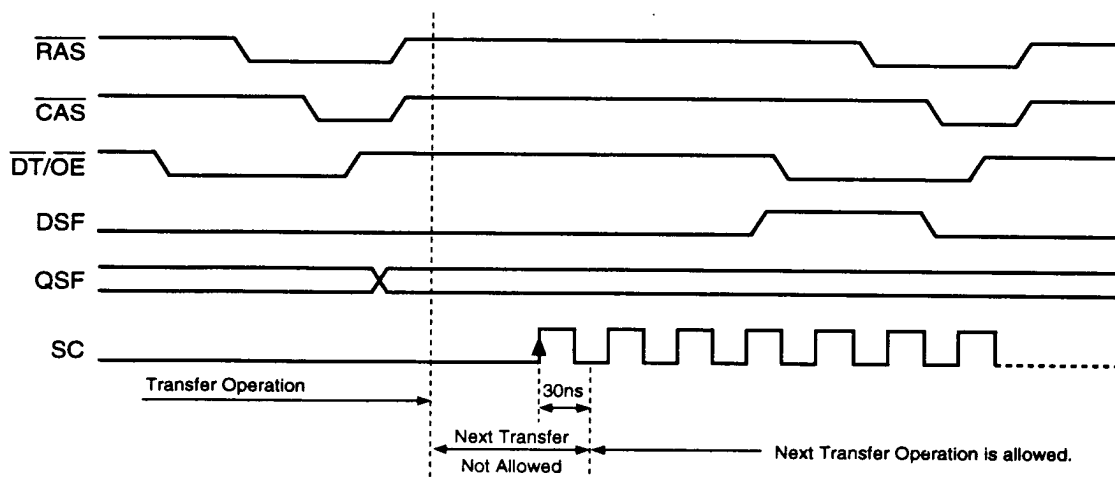 RAS
CAS
DT/OE
DSF
QSF
SC
Transfer Operation
30ns
Next Transfer
Not Allowed
Next Transfer Operation is allowed.